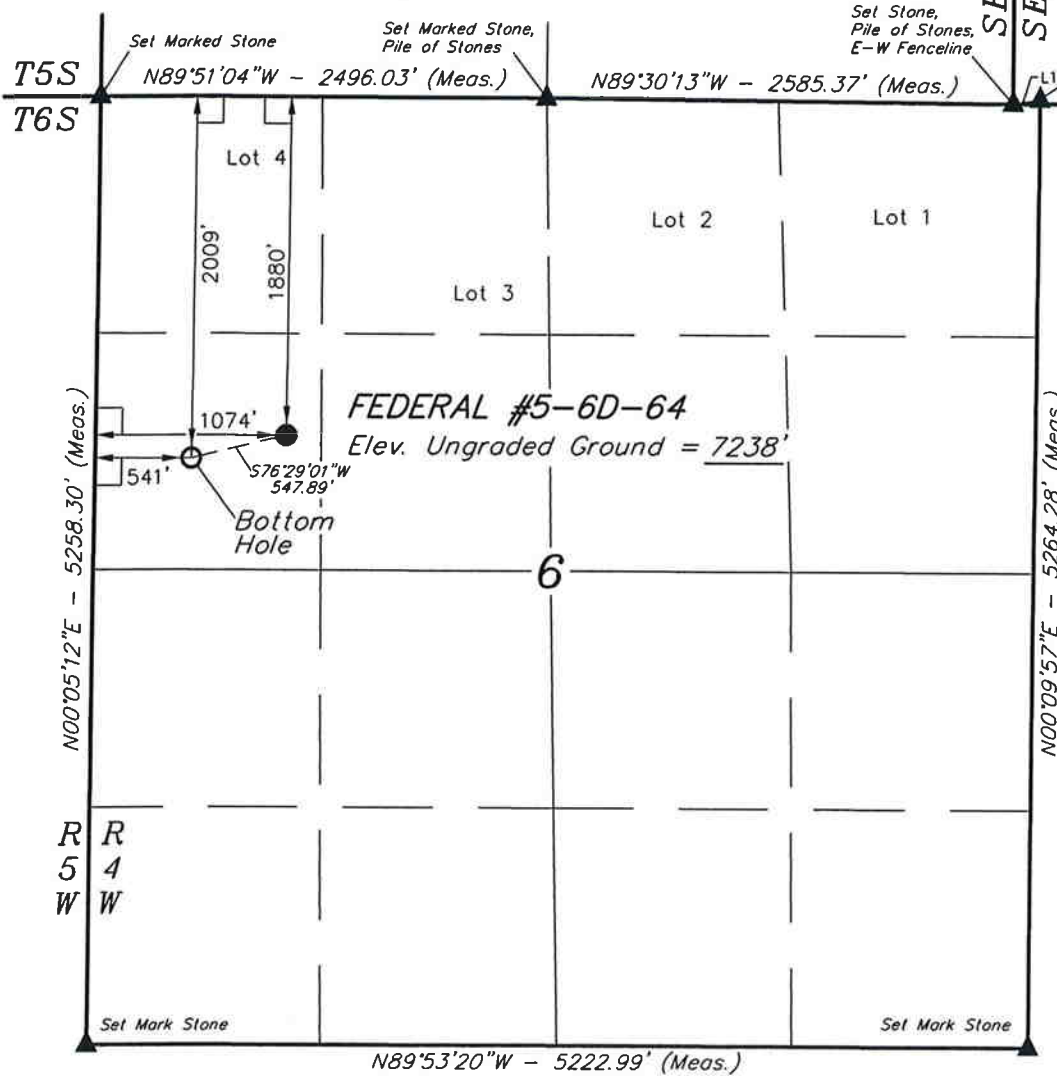 Set Marked Stone
Set Marked Stone,
Pile of Stones
Set Stone,
Pile of Stones,
E-W Fenceline
SE
SE
T5S
N89°51'04"W - 2496.03' (Meas.)
N89°30'13"W - 2585.37' (Meas.)
L1
T6S
Lot 4
Lot 3
Lot 2
Lot 1
2009'
1880'
1074'
541'
S76°29'01"W
547.89'
Bottom
Hole
FEDERAL #5-6D-64
Elev. Ungraded Ground = 7238'
6
N00°05'12"E - 5258.30' (Meas.)
N00°09'57"E - 5264.28' (Meas.)
R R
5 4
W W
Set Mark Stone
Set Mark Stone
N89°53'20"W - 5222.99' (Meas.)